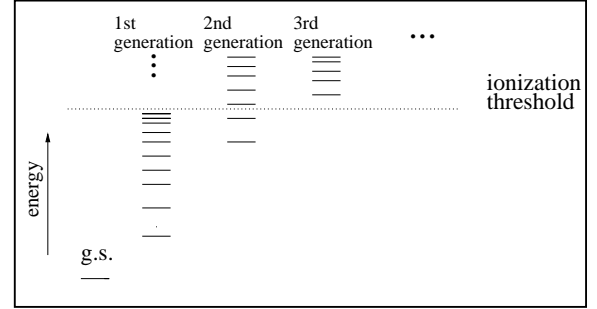 1st
generation
2nd
generation
3rd
generation
...
ionization
threshold
energy
g.s.